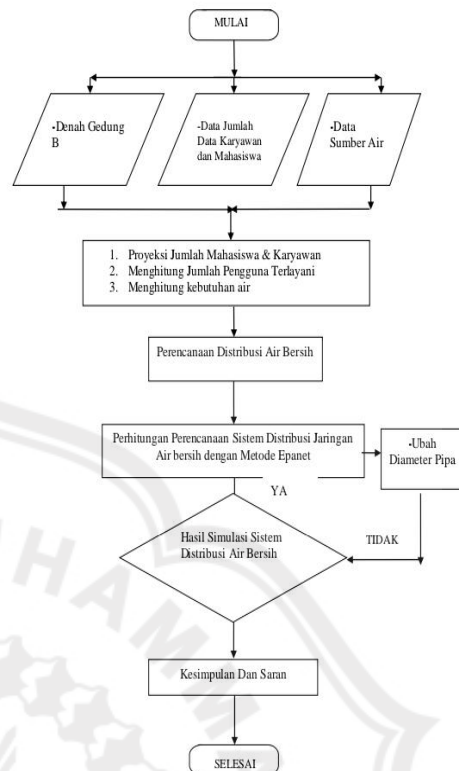 MULAI
-Denah Gedung
B
-Data Jumlah
Data Karyawan
dan Mahasiswa
-Data
Sumber Air
1. Proyeksi Jumlah Mahasiswa & Karyawan
2. Menghitung Jumlah Pengguna Terlayani
3. Menghitung kebutuhan air
Perencanaan Distribusi Air Bersih
Perhitungan Perencanaan Sistem Distribusi Jaringan
Air bersih dengan Metode Epanet
-Ubah
Diameter Pipa
YA
Hasil Simulasi Sistem
Distribusi Air Bersih
TIDAK
Kesimpulan Dan Saran
SELESAI
AHAMM